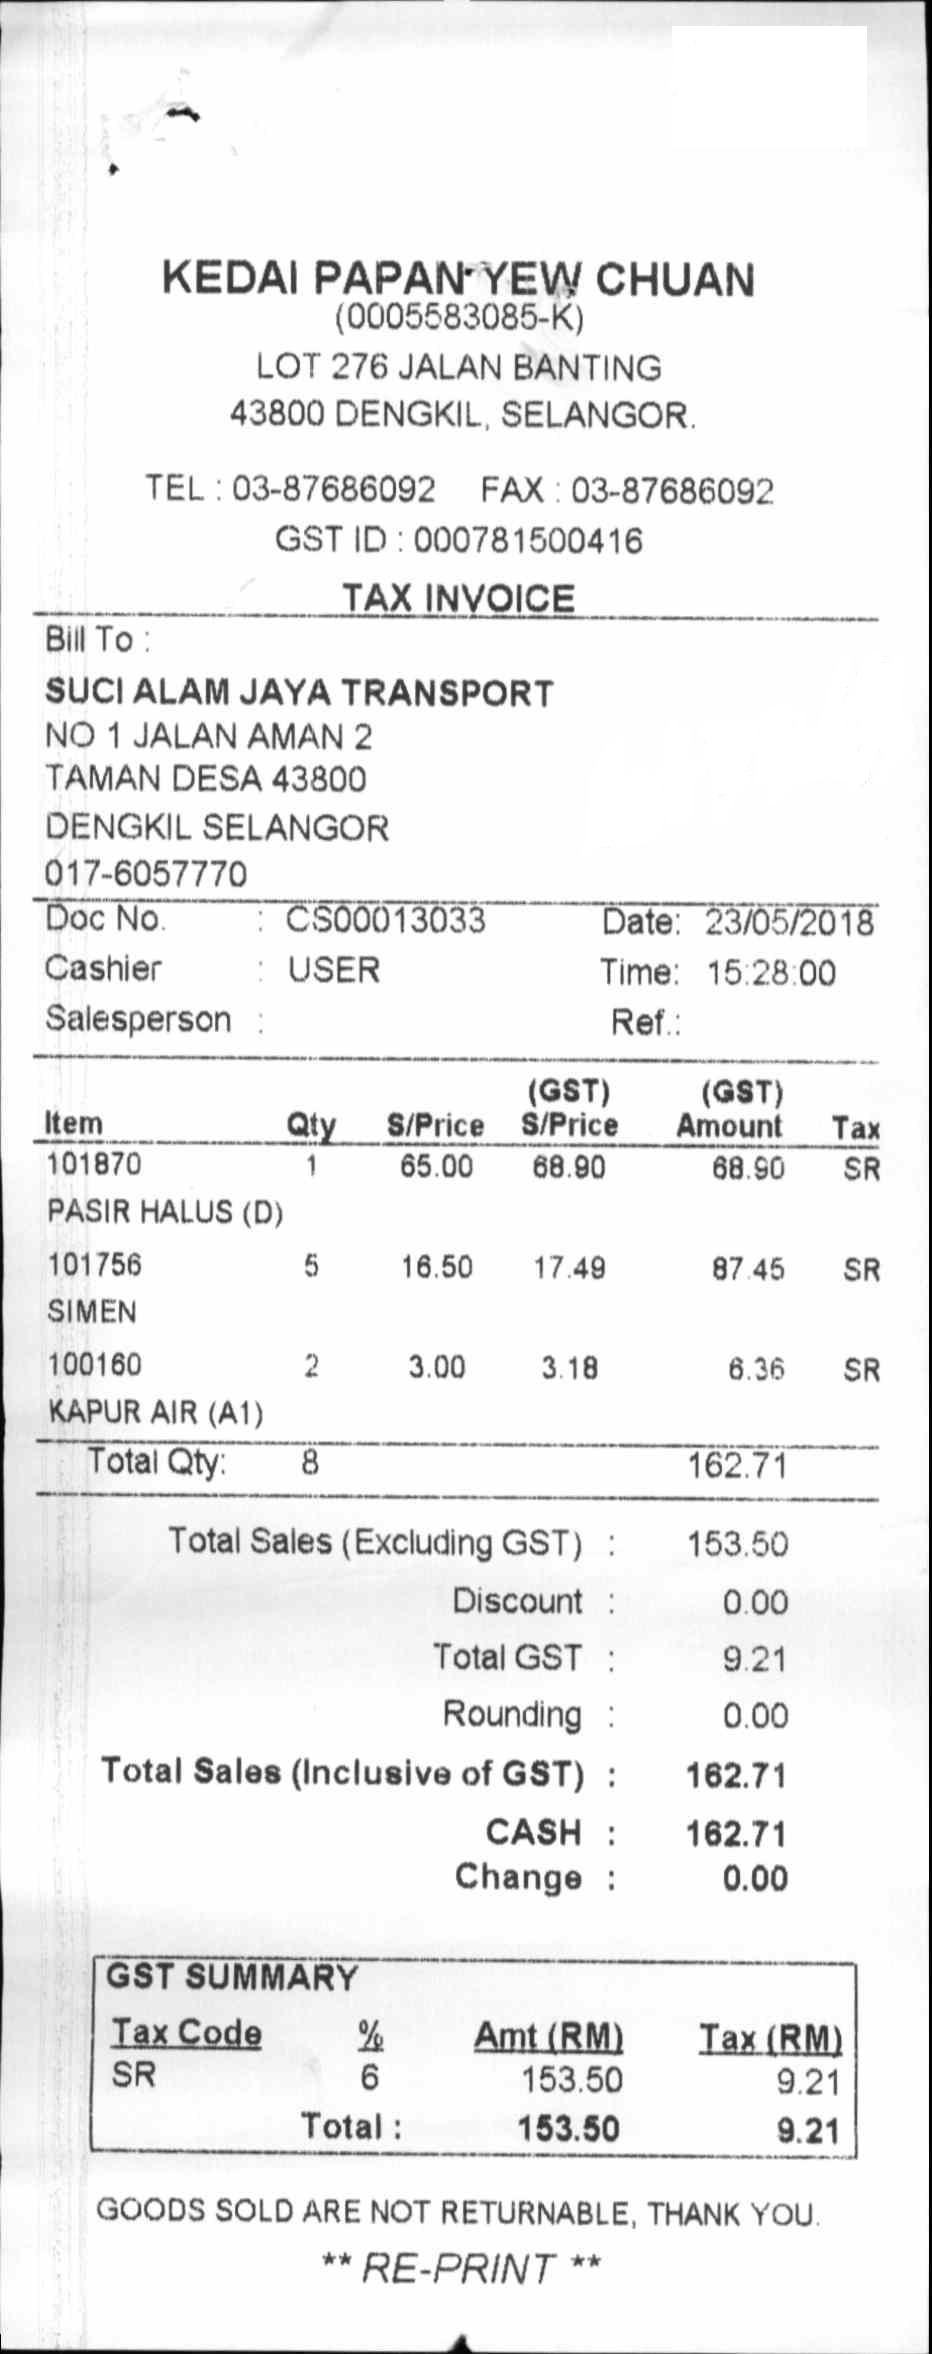 KEDAI PAPAN YEW CHUAN
(0005583085-K)
LOT 276 JALAN BANTING
43800 DENGKIL, SELANGOR.
TEL : 03-87686092 FAX : 03-87686092
GST ID : 000781500416
TAX INVOICE
Bill To :
SUCI ALAM JAYA TRANSPORT
NO 1 JALAN AMAN 2
TAMAN DESA 43800
DENGKIL SELANGOR
017-6057770
Doc No. : CS00013033 Date: 23/05/2018
Cashier : USER Time: 15:28:00
Salesperson : Ref.:
(GST) (GST)
Item Qty S/Price S/Price Amount Tax
101870 1 65.00 68.90 68.90 SR
PASIR HALUS (D)
101756 5 16.50 17.49 87.45 SR
SIMEN
100160 2 3.00 3.18 6.36 SR
KAPUR AIR (A1)
Total Qty: 8 162.71
Total Sales (Excluding GST) : 153.50
Discount : 0.00
Total GST : 9.21
Rounding : 0.00
Total Sales (Inclusive of GST) : 162.71
CASH : 162.71
Change : 0.00
GST SUMMARY
Tax Code % Amt (RM) Tax (RM)
SR 6 153.50 9.21
Total : 153.50 9.21
GOODS SOLD ARE NOT RETURNABLE, THANK YOU.
** RE-PRINT **